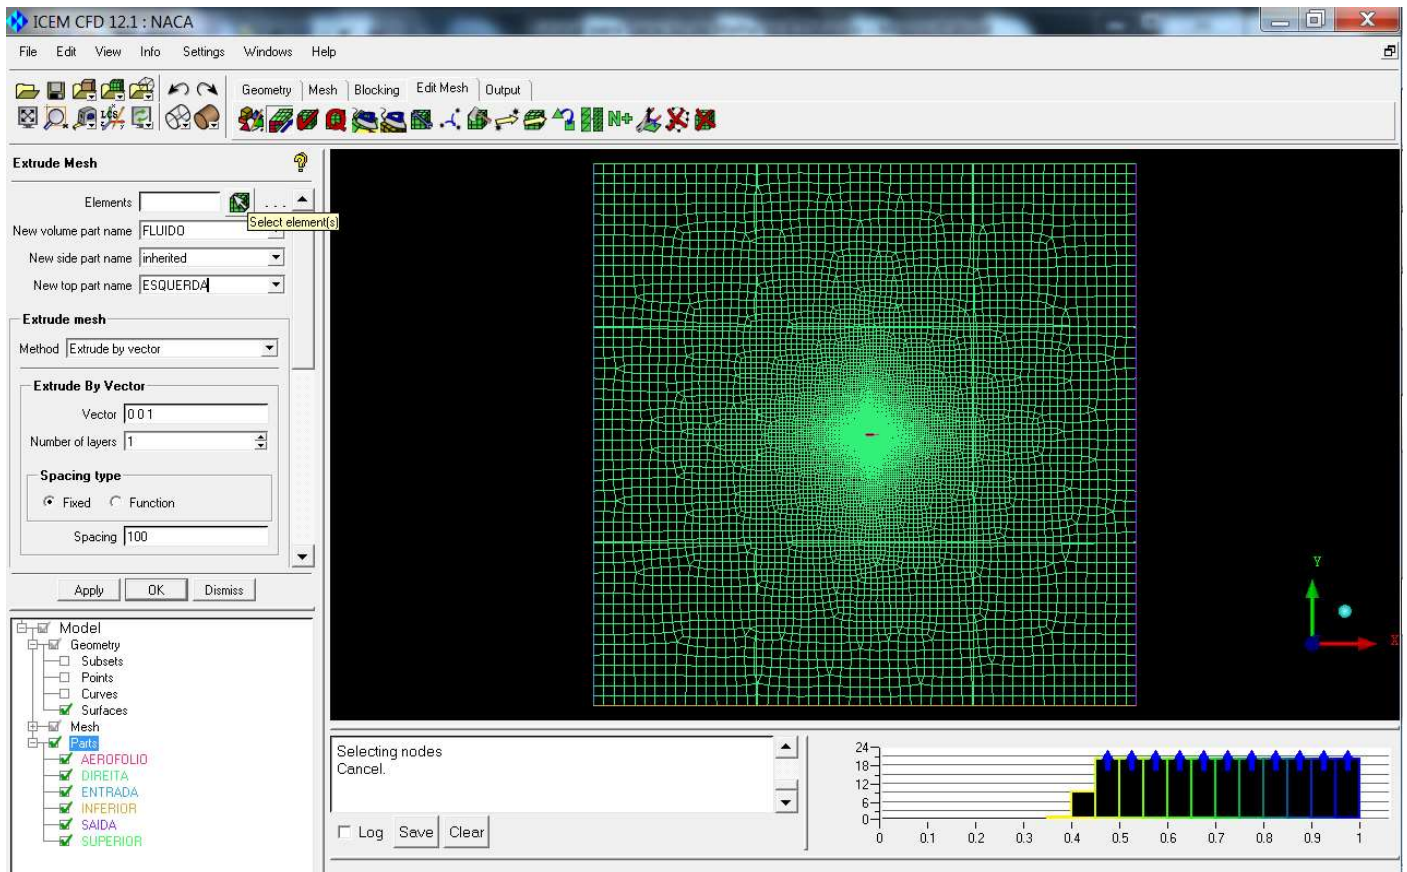 ICEM CFD 12.1 : NACA
File Edit View Info Settings Windows Help
Geometry Mesh Blocking Edit Mesh Output
LCS
N+
Extrude Mesh
Elements
. . .
Select element(s)
New volume part name FLUIDO
New side part name inherited
New top part name ESQUERDA
Extrude mesh
Method Extrude by vector
Extrude By Vector
Vector 0 0 1
Number of layers 1
Spacing type
Fixed Function
Spacing 100
Apply OK Dismiss
Model
Geometry
Subsets
Points
Curves
Surfaces
Mesh
Parts
AEROFOLIO
DIREITA
ENTRADA
INFERIOR
SAIDA
SUPERIOR
Y
X
Selecting nodes
Cancel.
Log Save Clear
24
18
12
6
0
0 0.1 0.2 0.3 0.4 0.5 0.6 0.7 0.8 0.9 1